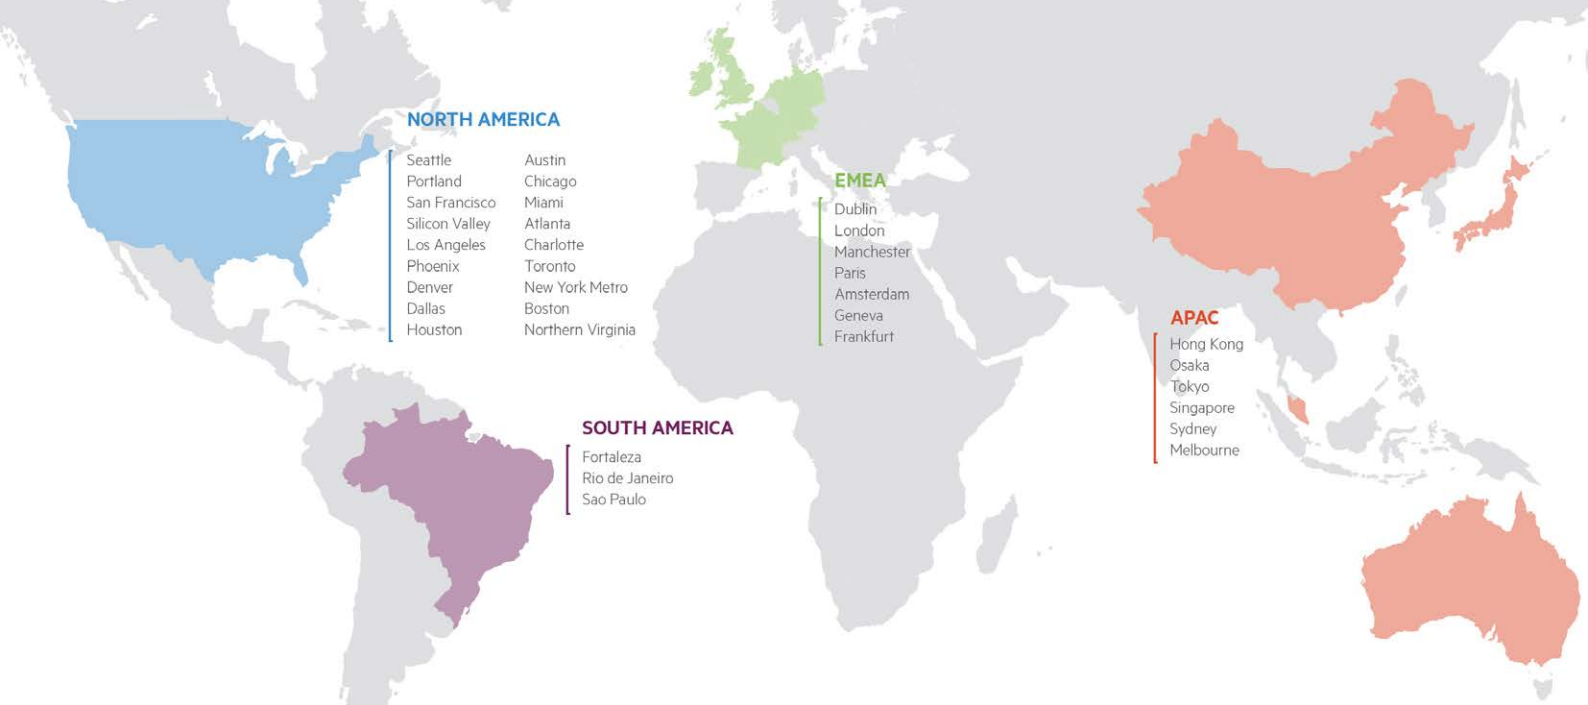 NORTH AMERICA
Seattle
Portland
San Francisco
Silicon Valley
Los Angeles
Phoenix
Denver
Dallas
Houston
Austin
Chicago
Miami
Atlanta
Charlotte
Toronto
New York Metro
Boston
Northern Virginia
EMEA
Dublin
London
Manchester
Paris
Amsterdam
Geneva
Frankfurt
APAC
Hong Kong
Osaka
Tokyo
Singapore
Sydney
Melbourne
SOUTH AMERICA
Fortaleza
Rio de Janeiro
Sao Paulo